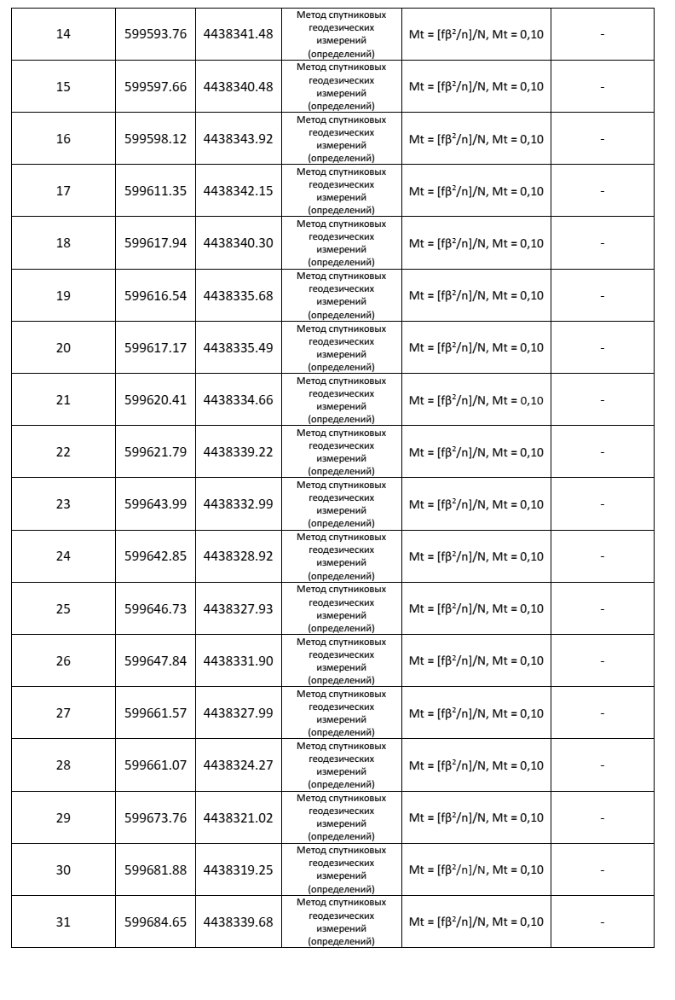 14 599593.76 4438341.48 Метод спутниковых геодезических измерений (определений) Mt = [fβ²/n]/N, Mt = 0,10 -
15 599597.66 4438340.48 Метод спутниковых геодезических измерений (определений) Mt = [fβ²/n]/N, Mt = 0,10 -
16 599598.12 4438343.92 Метод спутниковых геодезических измерений (определений) Mt = [fβ²/n]/N, Mt = 0,10 -
17 599611.35 4438342.15 Метод спутниковых геодезических измерений (определений) Mt = [fβ²/n]/N, Mt = 0,10 -
18 599617.94 4438340.30 Метод спутниковых геодезических измерений (определений) Mt = [fβ²/n]/N, Mt = 0,10 -
19 599616.54 4438335.68 Метод спутниковых геодезических измерений (определений) Mt = [fβ²/n]/N, Mt = 0,10 -
20 599617.17 4438335.49 Метод спутниковых геодезических измерений (определений) Mt = [fβ²/n]/N, Mt = 0,10 -
21 599620.41 4438334.66 Метод спутниковых геодезических измерений (определений) Mt = [fβ²/n]/N, Mt = 0,10 -
22 599621.79 4438339.22 Метод спутниковых геодезических измерений (определений) Mt = [fβ²/n]/N, Mt = 0,10 -
23 599643.99 4438332.99 Метод спутниковых геодезических измерений (определений) Mt = [fβ²/n]/N, Mt = 0,10 -
24 599642.85 4438328.92 Метод спутниковых геодезических измерений (определений) Mt = [fβ²/n]/N, Mt = 0,10 -
25 599646.73 4438327.93 Метод спутниковых геодезических измерений (определений) Mt = [fβ²/n]/N, Mt = 0,10 -
26 599647.84 4438331.90 Метод спутниковых геодезических измерений (определений) Mt = [fβ²/n]/N, Mt = 0,10 -
27 599661.57 4438327.99 Метод спутниковых геодезических измерений (определений) Mt = [fβ²/n]/N, Mt = 0,10 -
28 599661.07 4438324.27 Метод спутниковых геодезических измерений (определений) Mt = [fβ²/n]/N, Mt = 0,10 -
29 599673.76 4438321.02 Метод спутниковых геодезических измерений (определений) Mt = [fβ²/n]/N, Mt = 0,10 -
30 599681.88 4438319.25 Метод спутниковых геодезических измерений (определений) Mt = [fβ²/n]/N, Mt = 0,10 -
31 599684.65 4438339.68 Метод спутниковых геодезических измерений (определений) Mt = [fβ²/n]/N, Mt = 0,10 -